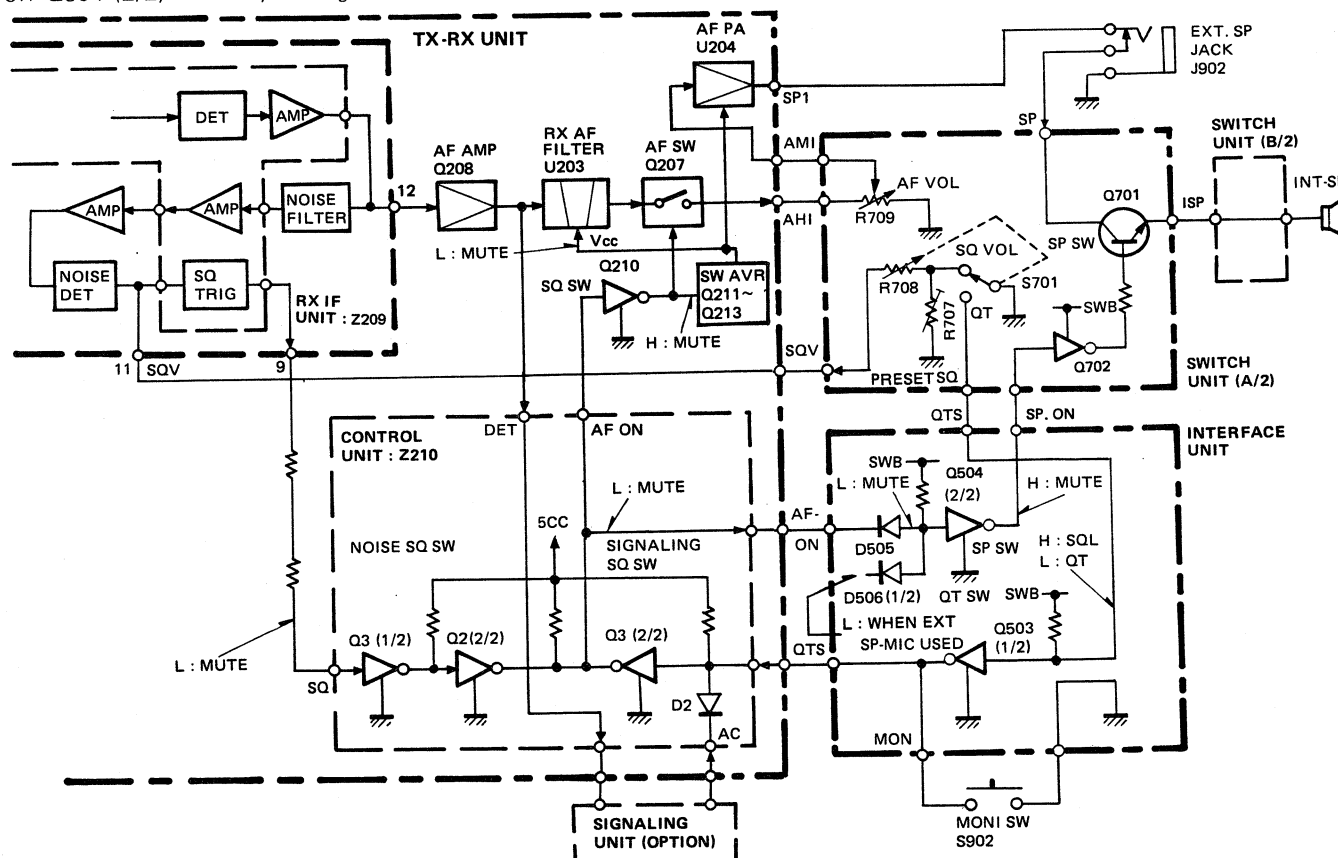 TX-RX UNIT
AF PA
U204
EXT. SP
JACK
J902
SP1
DET
AMP
SP
SWITCH
UNIT (B/2)
AF AMP
Q208
RX AF
FILTER
U203
AF SW
Q207
AMI
AF VOL
Q701
ISP
AMP
AMP
NOISE
FILTER
12
AHI
R709
SP SW
L : MUTE
Vcc
Q210
SQ VOL
NOISE
DET
SQ
TRIG
RX IF
UNIT : Z209
SQ SW
SW AVR
Q211~
Q213
R708
S701
R707
QT
SWB
H : MUTE
11
SQV
9
SQV
PRESET SQ
Q702
SWITCH
UNIT (A/2)
CONTROL
UNIT : Z210
DET
AF ON
QTS
SP. ON
INTERFACE
UNIT
L : MUTE
SWB
L : MUTE
Q504
(2/2)
H : MUTE
5CC
AF-
ON
NOISE SQ SW
SIGNALING
SQ SW
D505
SP SW
H : SQL
L : QT
D506 (1/2)
QT SW
SWB
L : WHEN EXT
SP-MIC USED
Q503
(1/2)
Q3 (1/2)
Q2(2/2)
Q3 (2/2)
QTS
L : MUTE
SQ
D2
AC
MON
SIGNALING
UNIT (OPTION)
MONI SW
S902